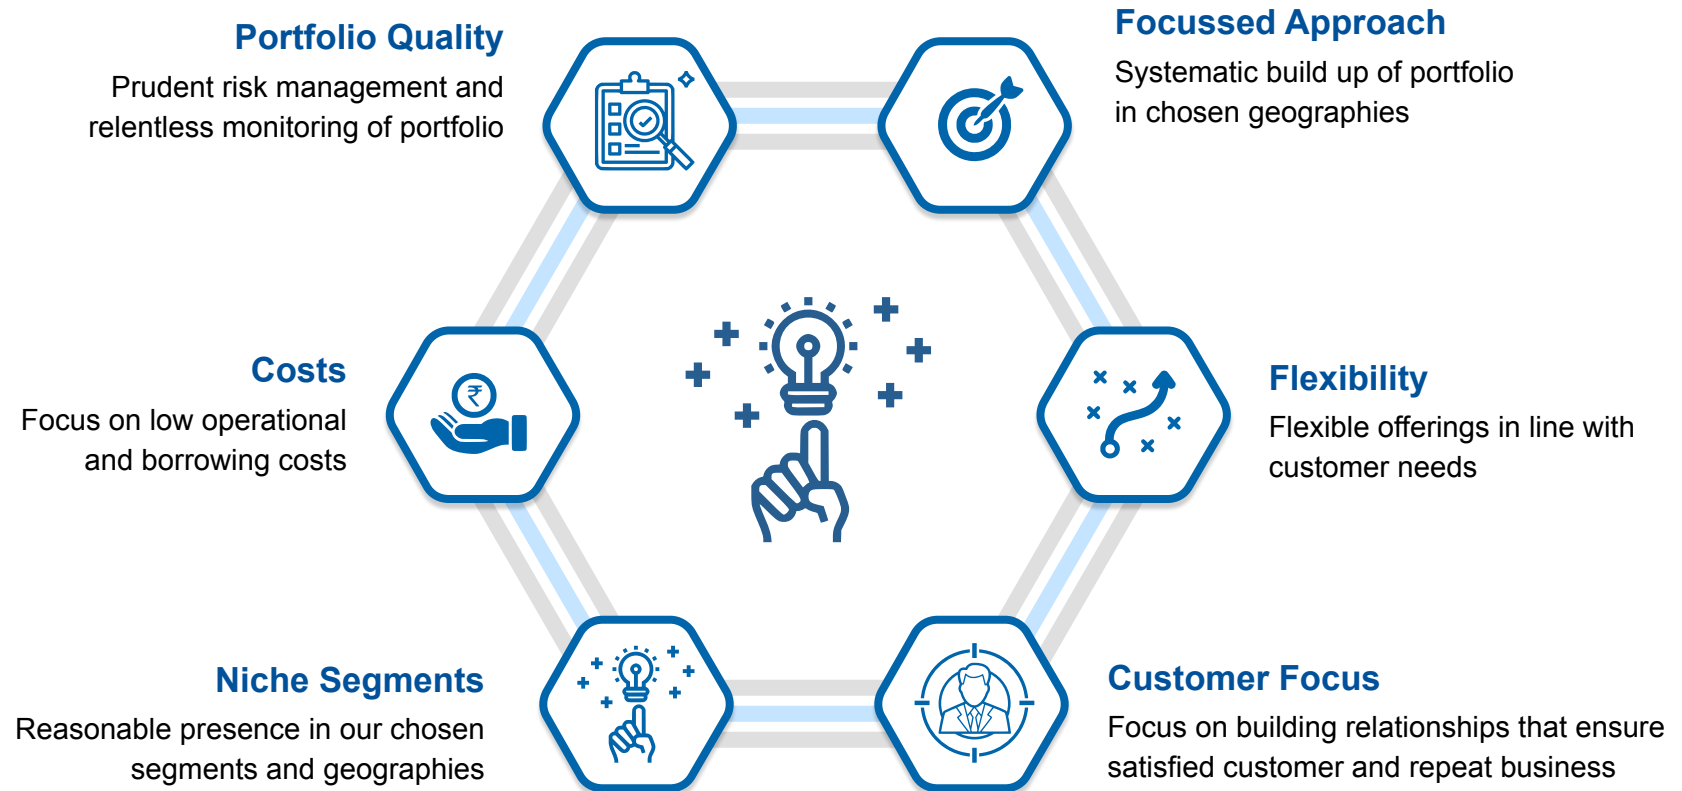 Portfolio Quality
Prudent risk management and
relentless monitoring of portfolio
Focussed Approach
Systematic build up of portfolio
in chosen geographies
Costs
Focus on low operational
and borrowing costs
₹
Flexibility
Flexible offerings in line with
customer needs
Niche Segments
Reasonable presence in our chosen
segments and geographies
Customer Focus
Focus on building relationships that ensure
satisfied customer and repeat business